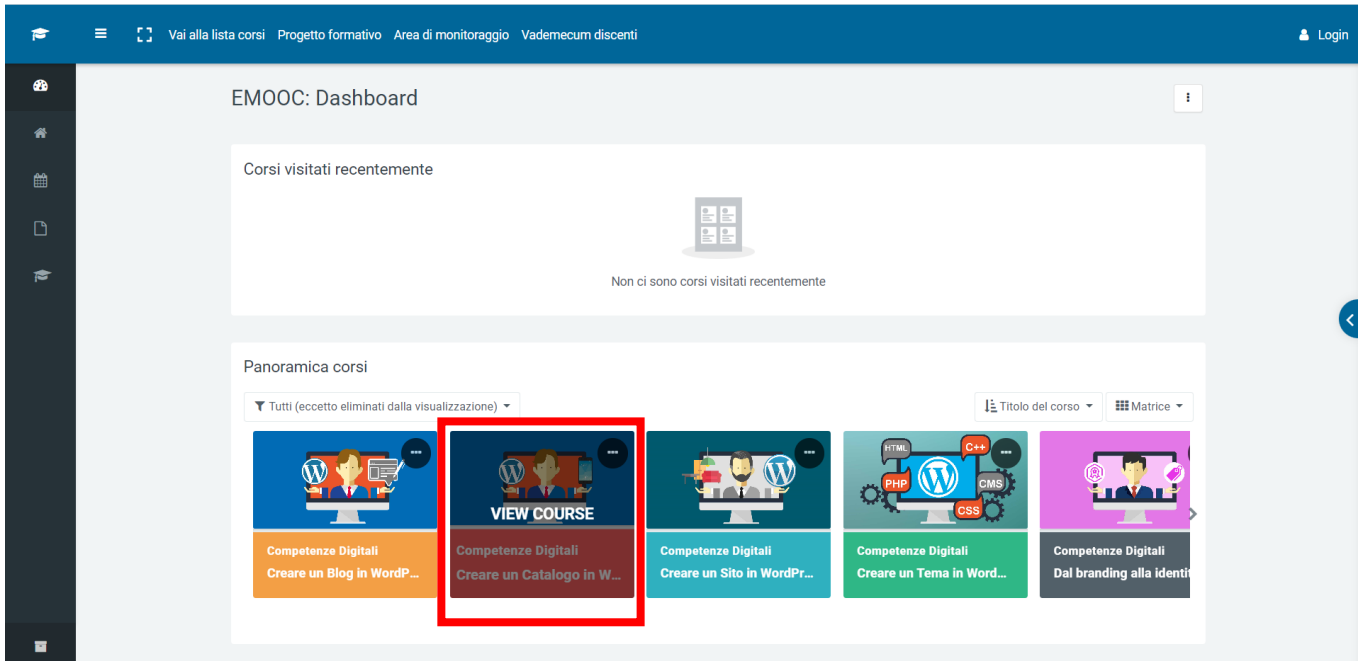 Vai alla lista corsi Progetto formativo Area di monitoraggio Vademecum discenti Login
EMOOC: Dashboard
Corsi visitati recentemente
Non ci sono corsi visitati recentemente
Panoramica corsi
Tutti (eccetto eliminati dalla visualizzazione) Titolo del corso Matrice
HTML
C++
PHP
CMS
CSS
VIEW COURSE
Competenze Digitali
Creare un Blog in WordP...
Competenze Digitali
Creare un Catalogo in W...
Competenze Digitali
Creare un Sito in WordPr...
Competenze Digitali
Creare un Tema in Word...
Competenze Digitali
Dal branding alla identit